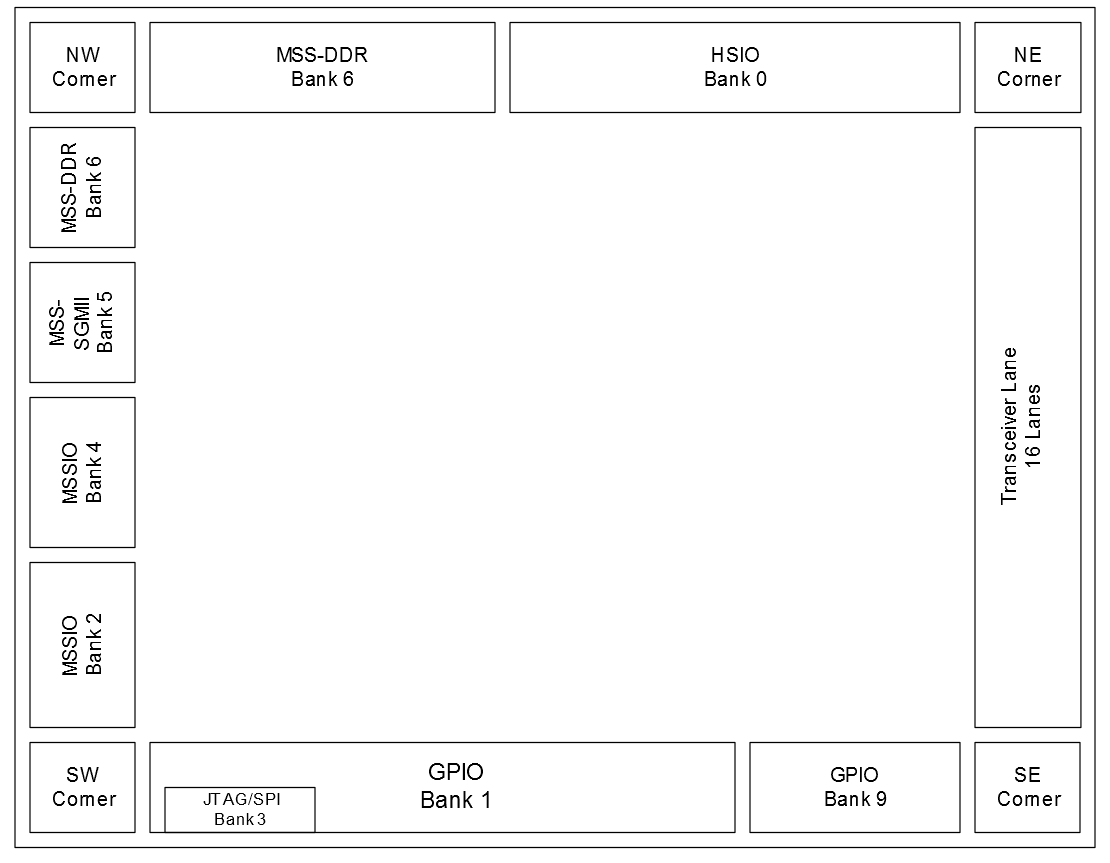 NW
Corner
MSS-DDR
Bank 6
HSIO
Bank 0
NE
Corner
MSS-DDR
Bank 6
MSS-
SGMII
Bank 5
MSSIO
Bank 4
MSSIO
Bank 2
Transceiver Lane
16 Lanes
SW
Corner
GPIO
Bank 1
JTAG/SPI
Bank 3
GPIO
Bank 9
SE
Corner